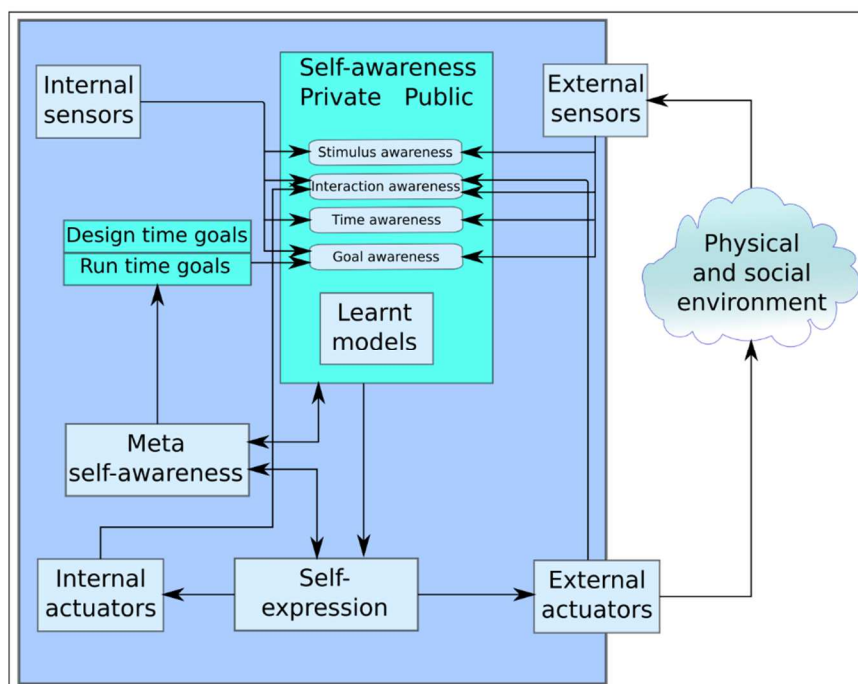 Internal
sensors
Self-awareness
Private Public
External
sensors
Stimulus awareness
Interaction awareness
Time awareness
Goal awareness
Design time goals
Run time goals
Learnt
models
Physical
and social
environment
Meta
self-awareness
Internal
actuators
Self-
expression
External
actuators